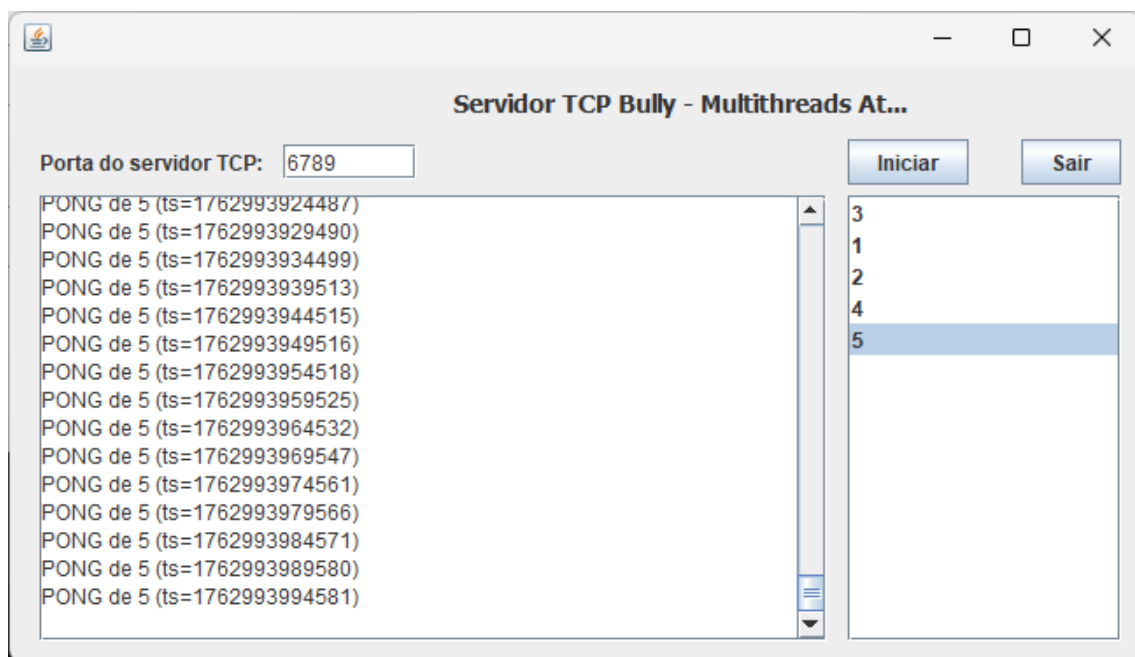 Servidor TCP Bully - Multithreads At...
Porta do servidor TCP: 6789 Iniciar Sair
PONG de 5 (ts=1762993924487)
PONG de 5 (ts=1762993929490)
PONG de 5 (ts=1762993934499)
PONG de 5 (ts=1762993939513)
PONG de 5 (ts=1762993944515)
PONG de 5 (ts=1762993949516)
PONG de 5 (ts=1762993954518)
PONG de 5 (ts=1762993959525)
PONG de 5 (ts=1762993964532)
PONG de 5 (ts=1762993969547)
PONG de 5 (ts=1762993974561)
PONG de 5 (ts=1762993979566)
PONG de 5 (ts=1762993984571)
PONG de 5 (ts=1762993989580)
PONG de 5 (ts=1762993994581)
3
1
2
4
5